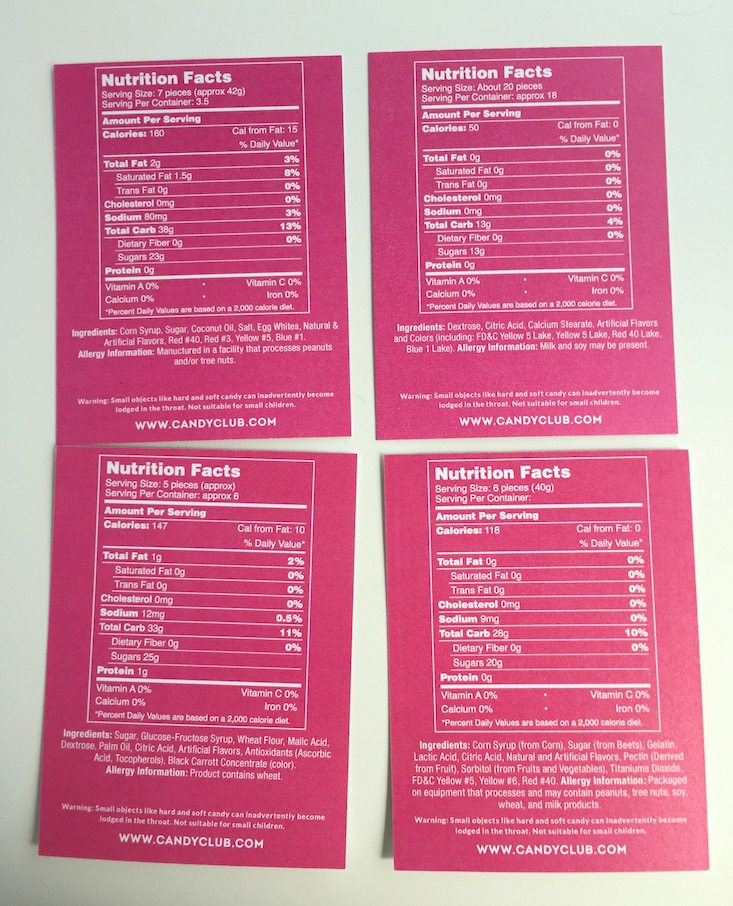 Nutrition Facts
Serving Size: 7 pieces (approx 42g)
Serving Per Container: 3.5
Amount Per Serving
Calories: 160 Cal from Fat: 15
% Daily Value*
Total Fat 2g 3%
Saturated Fat 1.5g 8%
Trans Fat 0g 0%
Cholesterol 0mg 0%
Sodium 80mg 3%
Total Carb 38g 13%
Dietary Fiber 0g 0%
Sugars 23g
Protein 0g
Vitamin A 0% • Vitamin C 0%
Calcium 0% • Iron 0%
*Percent Daily Values are based on a 2,000 calorie diet.
Ingredients: Corn Syrup, Sugar, Coconut Oil, Salt, Egg Whites, Natural &
Artificial Flavors, Red #40, Red #3, Yellow #5, Blue #1.
Allergy Information: Manuctured in a facility that processes peanuts
and/or tree nuts.
Warning: Small objects like hard and soft candy can inadvertently become
lodged in the throat. Not suitable for small children.
WWW.CANDYCLUB.COM
Nutrition Facts
Serving Size: About 20 pieces
Serving Per Container: approx 18
Amount Per Serving
Calories: 50 Cal from Fat: 0
% Daily Value*
Total Fat 0g 0%
Saturated Fat 0g 0%
Trans Fat 0g 0%
Cholesterol 0mg 0%
Sodium 0mg 0%
Total Carb 13g 4%
Dietary Fiber 0g 0%
Sugars 13g
Protein 0g
Vitamin A 0% • Vitamin C 0%
Calcium 0% • Iron 0%
*Percent Daily Values are based on a 2,000 calorie diet.
Ingredients: Dextrose, Citric Acid, Calcium Stearate, Artificial Flavors
and Colors (including: FD&C Yellow 5 Lake, Yellow 5 Lake, Red 40 Lake,
Blue 1 Lake). Allergy Information: Milk and soy may be present.
Warning: Small objects like hard and soft candy can inadvertently become
lodged in the throat. Not suitable for small children.
WWW.CANDYCLUB.COM
Nutrition Facts
Serving Size: 5 pieces (approx)
Serving Per Container: approx 6
Amount Per Serving
Calories: 147 Cal from Fat: 10
% Daily Value*
Total Fat 1g 2%
Saturated Fat 0g 0%
Trans Fat 0g 0%
Cholesterol 0mg 0%
Sodium 12mg 0.5%
Total Carb 33g 11%
Dietary Fiber 0g 0%
Sugars 25g
Protein 1g
Vitamin A 0% Vitamin C 0%
Calcium 0% Iron 0%
*Percent Daily Values are based on a 2,000 calorie diet.
Ingredients: Sugar, Glucose-Fructose Syrup, Wheat Flour, Malic Acid,
Dextrose, Palm Oil, Citric Acid, Artificial Flavors, Antioxidants (Ascorbic
Acid, Tocopherols), Black Carrott Concentrate (color).
Allergy Information: Product contains wheat.
Warning: Small objects like hard and soft candy can inadvertently become
lodged in the throat. Not suitable for small children.
WWW.CANDYCLUB.COM
Nutrition Facts
Serving Size: 6 pieces (40g)
Serving Per Container:
Amount Per Serving
Calories: 118 Cal from Fat: 0
% Daily Value*
Total Fat 0g 0%
Saturated Fat 0g 0%
Trans Fat 0g 0%
Cholesterol 0mg 0%
Sodium 9mg 0%
Total Carb 28g 10%
Dietary Fiber 0g 0%
Sugars 20g
Protein 0g
Vitamin A 0% • Vitamin C 0%
Calcium 0% • Iron 0%
*Percent Daily Values are based on a 2,000 calorie diet.
Ingredients: Corn Syrup (from Corn), Sugar (from Beets), Gelatin,
Lactic Acid, Citric Acid, Natural and Artificial Flavors, Pectin (Derived
from Fruit), Sorbitol (from Fruits and Vegetables), Titaniums Dioxide,
FD&C Yellow #5, Yellow #6, Red #40. Allergy Information: Packaged
on equipment that processes and may contain peanuts, tree nuts, soy,
wheat, and milk products.
Warning: Small objects like hard and soft candy can inadvertently become
lodged in the throat. Not suitable for small children.
WWW.CANDYCLUB.COM